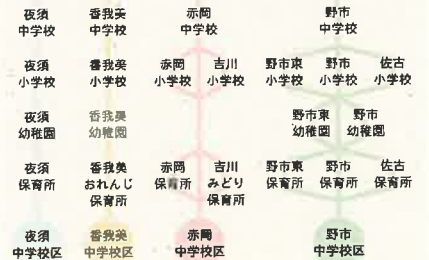 夜須 香我美 赤岡 野市
中学校 中学校 中学校 中学校
夜須 香我美 赤岡 吉川 野市東 野市 佐古
小学校 小学校 小学校 小学校 小学校 小学校 小学校
夜須 香我美 野市東 野市
幼稚園 幼稚園 幼稚園 幼稚園
夜須 香我美 赤岡 吉川 野市東 野市 佐古
保育所 おれんじ 保育所 みどり 保育所 保育所 保育所
保育所 保育所
夜須 香我美 赤岡 野市
中学校区 中学校区 中学校区 中学校区